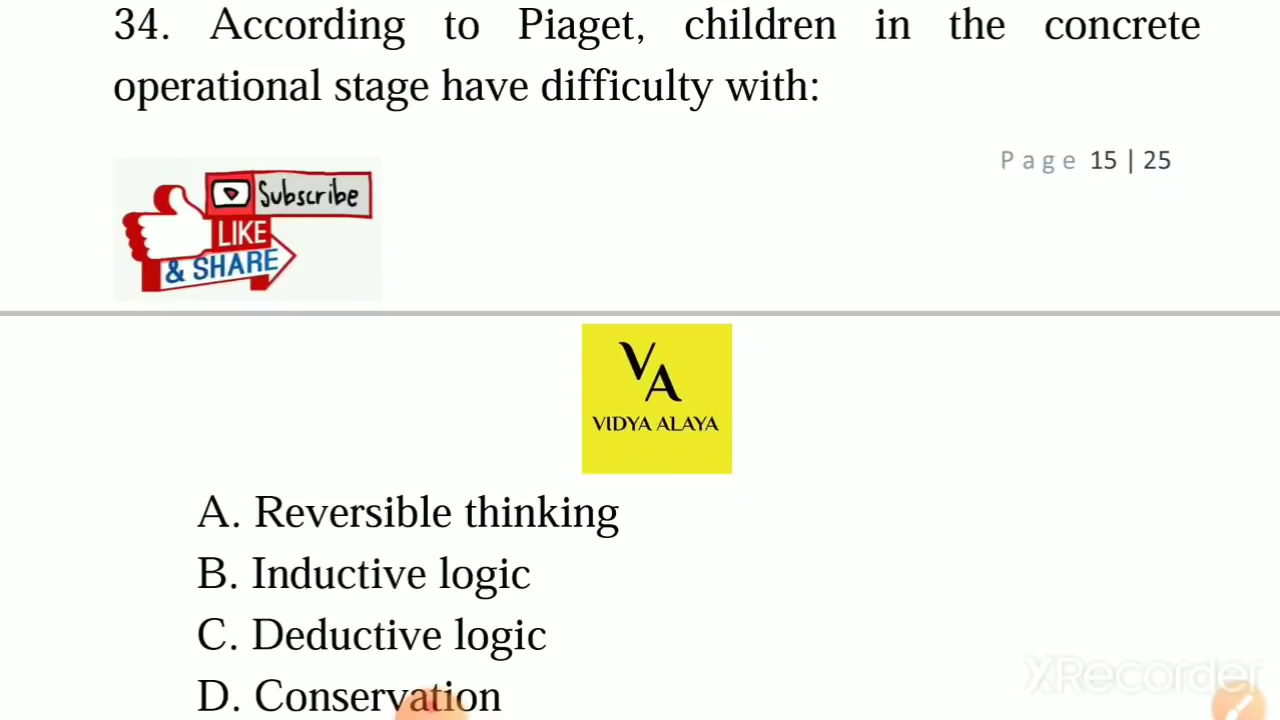 34. According to Piaget, children in the concrete
operational stage have difficulty with:
Page 15 | 25
Subscribe
LIKE
& SHARE
VA
VIDYA ALAYA
A. Reversible thinking
B. Inductive logic
C. Deductive logic
D. Conservation
XRecorder